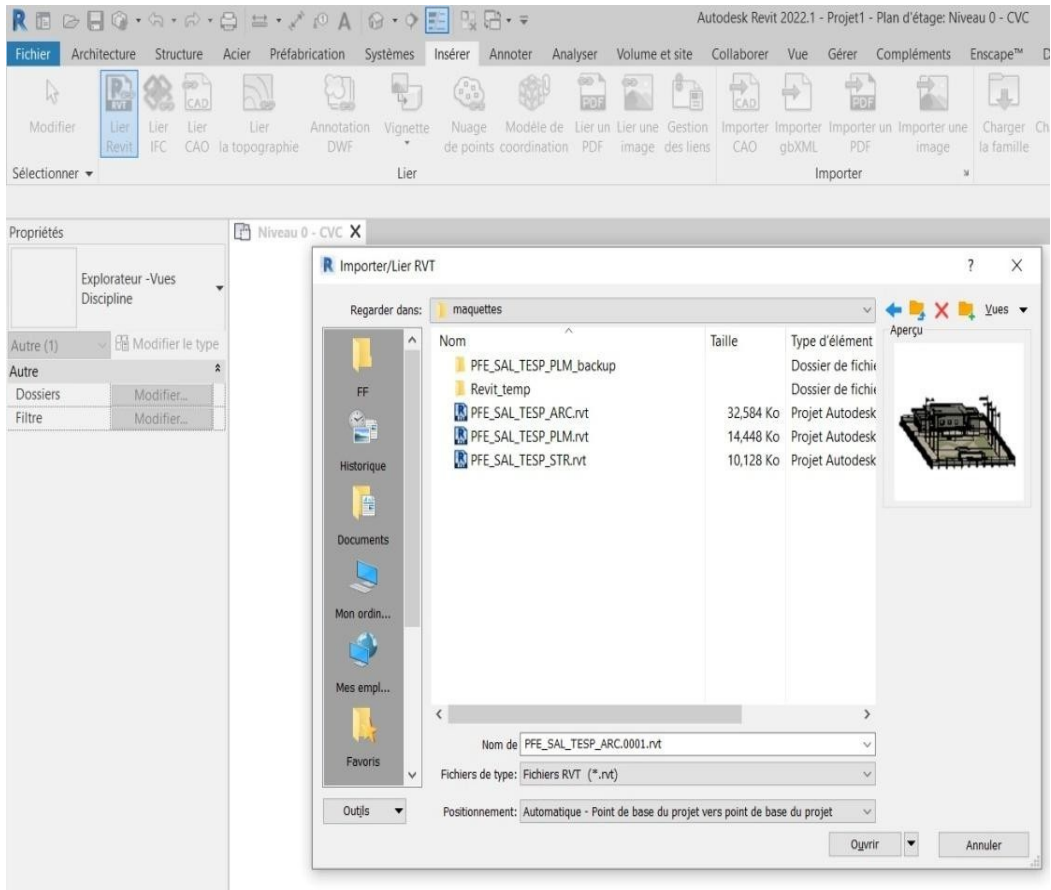 Autodesk Revit 2022.1 - Projet1 - Plan d'étage: Niveau 0 - CVC
Fichier Architecture Structure Acier Préfabrication Systèmes Insérer Annoter Analyser Volume et site Collaborer Vue Gérer Compléments Enscape™ D
Modifier
Lier Revit
Lier IFC
Lier CAO
Lier la topographie
Annotation DWF
Vignette
Nuage de points
Modèle de coordination
Lier un PDF
Lier une image
Gestion des liens
Importer CAO
Importer gbXML
Importer un PDF
Importer une image
Charger la famille
Ch
Sélectionner
Lier
Importer
Propriétés
Niveau 0 - CVC
Explorateur -Vues
Discipline
Autre (1)
Modifier le type
Autre
Dossiers Modifier...
Filtre Modifier...
Importer/Lier RVT
Regarder dans: maquettes
Vues
Nom Taille Type d'élément
PFE_SAL_TESP_PLM_backup Dossier de fichie
Revit_temp Dossier de fichie
PFE_SAL_TESP_ARC.rvt 32,584 Ko Projet Autodesk
PFE_SAL_TESP_PLM.rvt 14,448 Ko Projet Autodesk
PFE_SAL_TESP_STR.rvt 10,128 Ko Projet Autodesk
Aperçu
FF
Historique
Documents
Mon ordin...
Mes empl...
Favoris
Nom de PFE_SAL_TESP_ARC.0001.rvt
Fichiers de type: Fichiers RVT (*.rvt)
Outils
Positionnement: Automatique - Point de base du projet vers point de base du projet
Ouvrir
Annuler